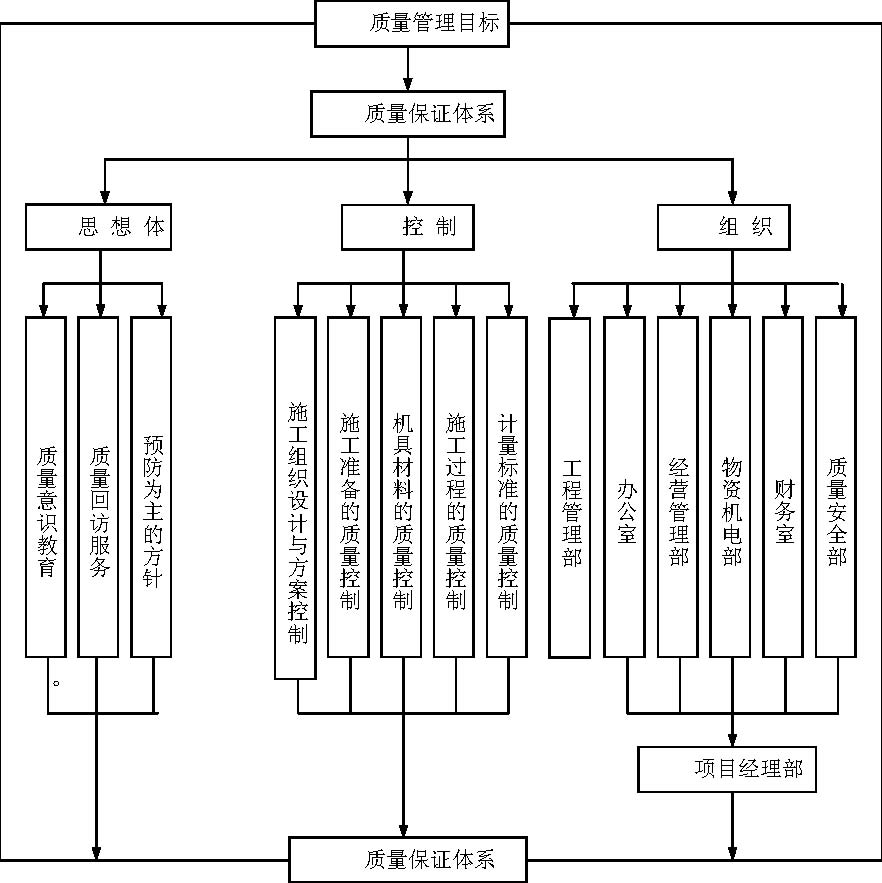 质量管理目标
质量保证体系
思 想 体
控 制
组 织
质量意识教育
质量回访服务
预防为主的方针
施工组织设计与方案控制
施工准备的质量控制
机具材料的质量控制
施工过程的质量控制
计量标准的质量控制
工程管理部
办公室
经营管理部
物资机电部
财务室
质量安全部
。
项目经理部
质量保证体系